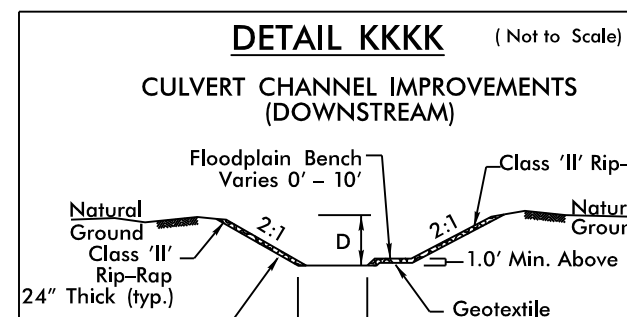 DETAIL KKKK
( Not to Scale)
CULVERT CHANNEL IMPROVEMENTS
(DOWNSTREAM)
Floodplain Bench
Varies 0' – 10'
Class 'II' Rip–
Natural
Ground
2:1
D
2:1
Natur
Grour
Class 'II'
Rip–Rap
24" Thick (typ.)
1.0' Min. Above
Geotextile